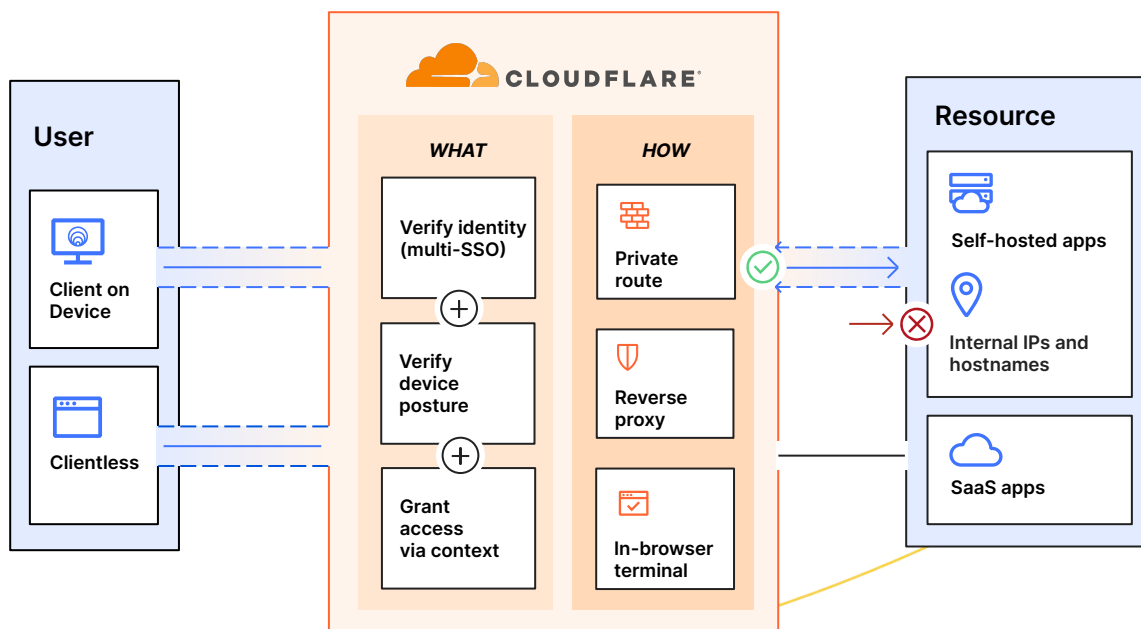 CLOUDFLARE
User
Client on
Device
Clientless
WHAT
Verify identity
(multi-SSO)
Verify
device
posture
Grant
access
via context
HOW
Private
route
Reverse
proxy
In-browser
terminal
Resource
Self-hosted apps
Internal IPs and
hostnames
SaaS apps